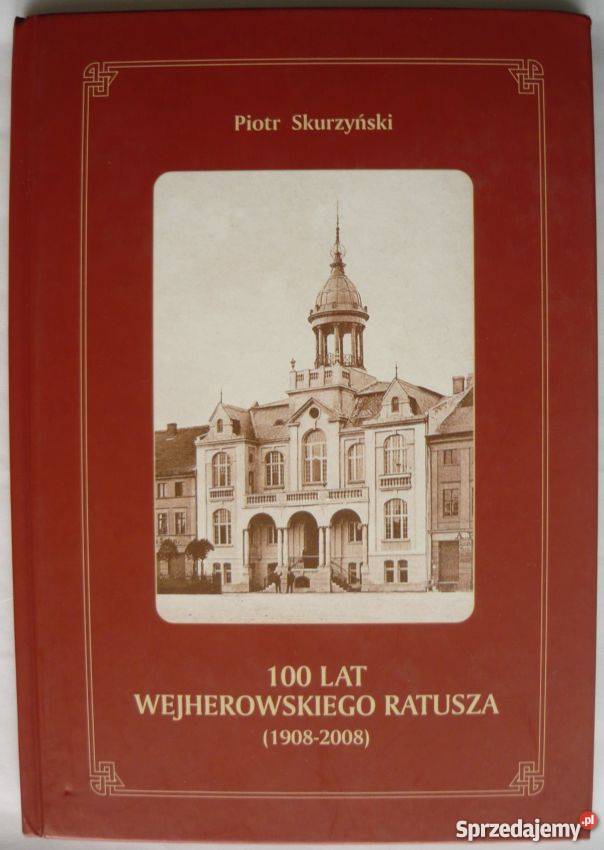 Piotr Skurzyński
100 LAT
WEJHEROWSKIEGO RATUSZA
(1908-2008)
Sprzedajemy.pl